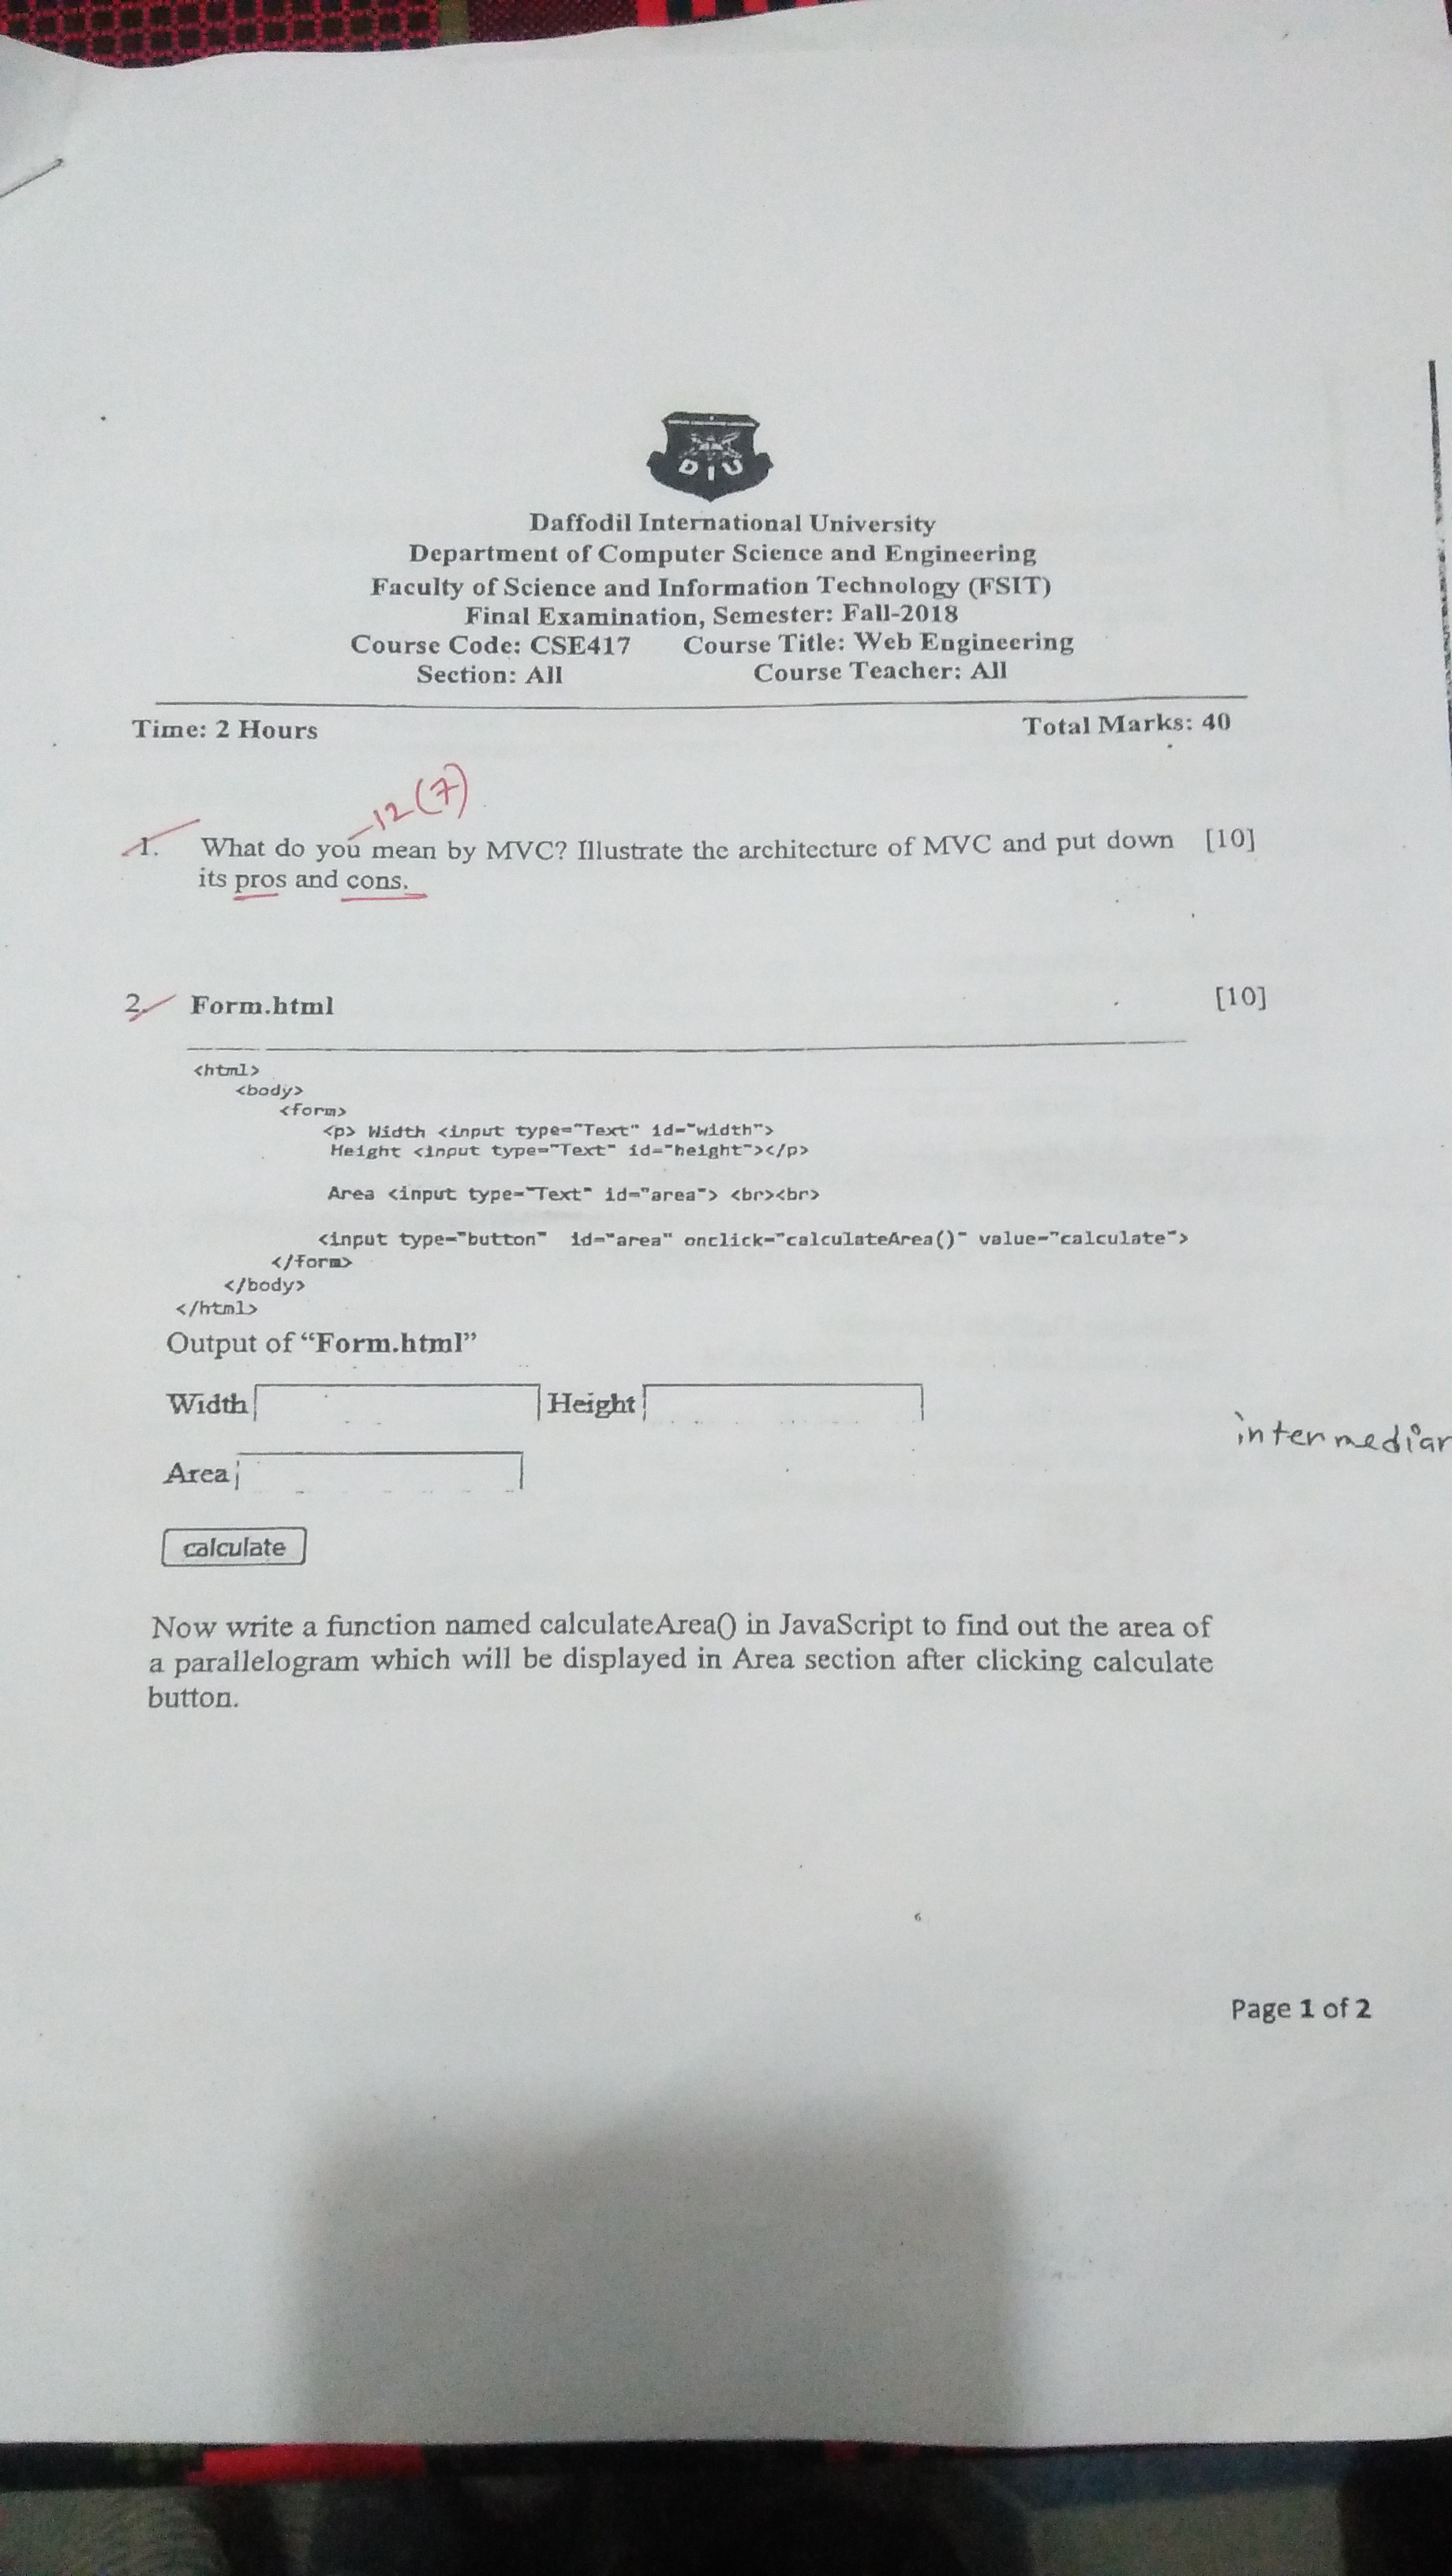 DIU
Daffodil International University
Department of Computer Science and Engineering
Faculty of Science and Information Technology (FSIT)
Final Examination, Semester: Fall-2018
Course Code: CSE417 Course Title: Web Engineering
Section: All Course Teacher: All
Time: 2 Hours Total Marks: 40
12 (7)
1. What do you mean by MVC? Illustrate the architecture of MVC and put down [10]
its pros and cons.
2. Form.html [10]
<html>
<body>
<form>
<p> Width <input type="Text" id="width">
Height <input type="Text" id="height"></p>
Area <input type="Text" id="area"> <br><br>
<input type="button" id="area" onclick="calculateArea()" value="calculate">
</form>
</body>
</html>
Output of “Form.html”
Width Height
intermediar
Area
calculate
Now write a function named calculateArea() in JavaScript to find out the area of
a parallelogram which will be displayed in Area section after clicking calculate
button.
Page 1 of 2